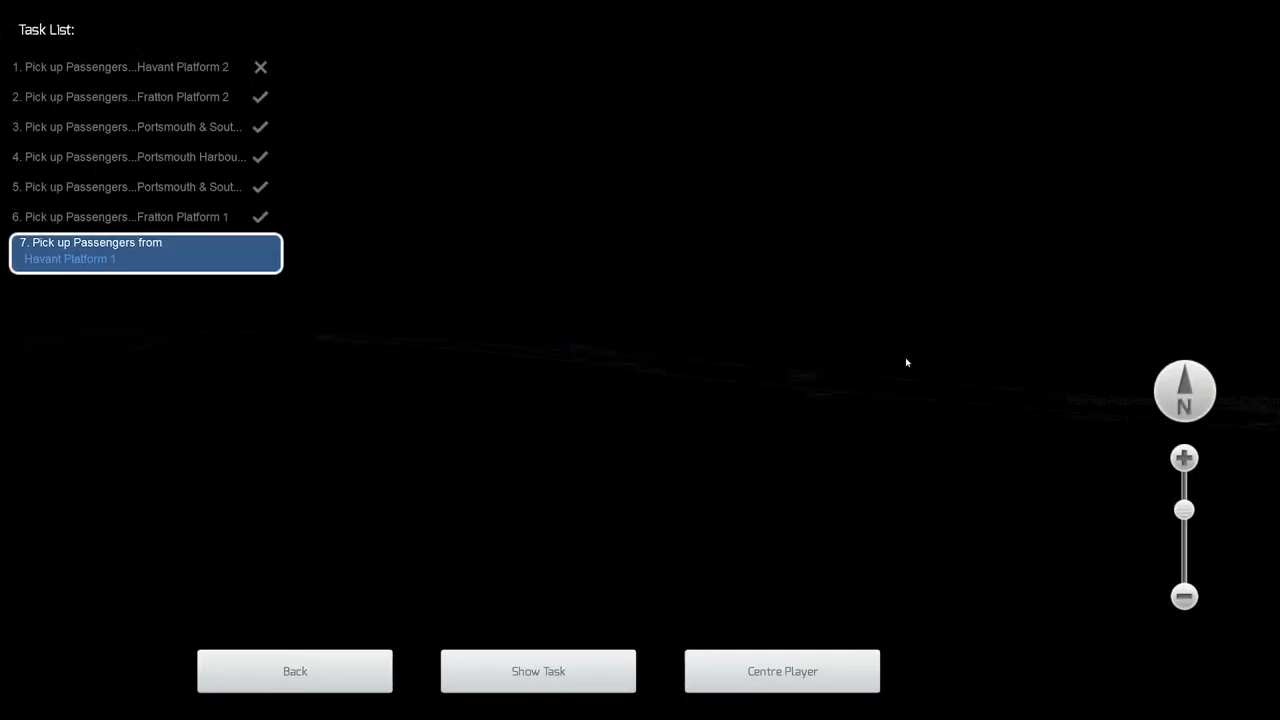 Task List:
1. Pick up Passengers...Havant Platform 2
2. Pick up Passengers...Fratton Platform 2
3. Pick up Passengers...Portsmouth & Sout...
4. Pick up Passengers...Portsmouth Harbou...
5. Pick up Passengers...Portsmouth & Sout...
6. Pick up Passengers...Fratton Platform 1
7. Pick up Passengers from
Havant Platform 1
N
Back
Show Task
Centre Player